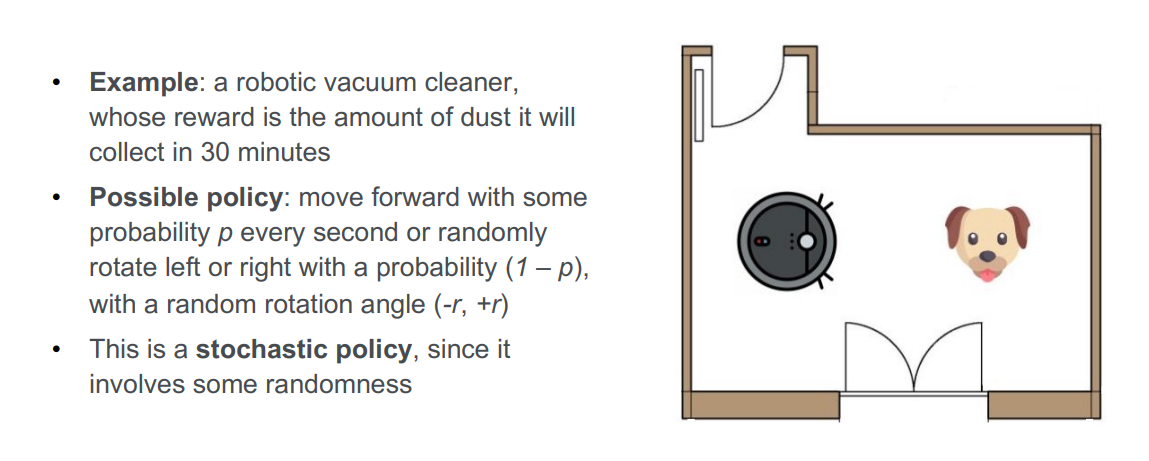 • Example: a robotic vacuum cleaner,
whose reward is the amount of dust it will
collect in 30 minutes
• Possible policy: move forward with some
probability p every second or randomly
rotate left or right with a probability (1 – p),
with a random rotation angle (-r, +r)
• This is a stochastic policy, since it
involves some randomness